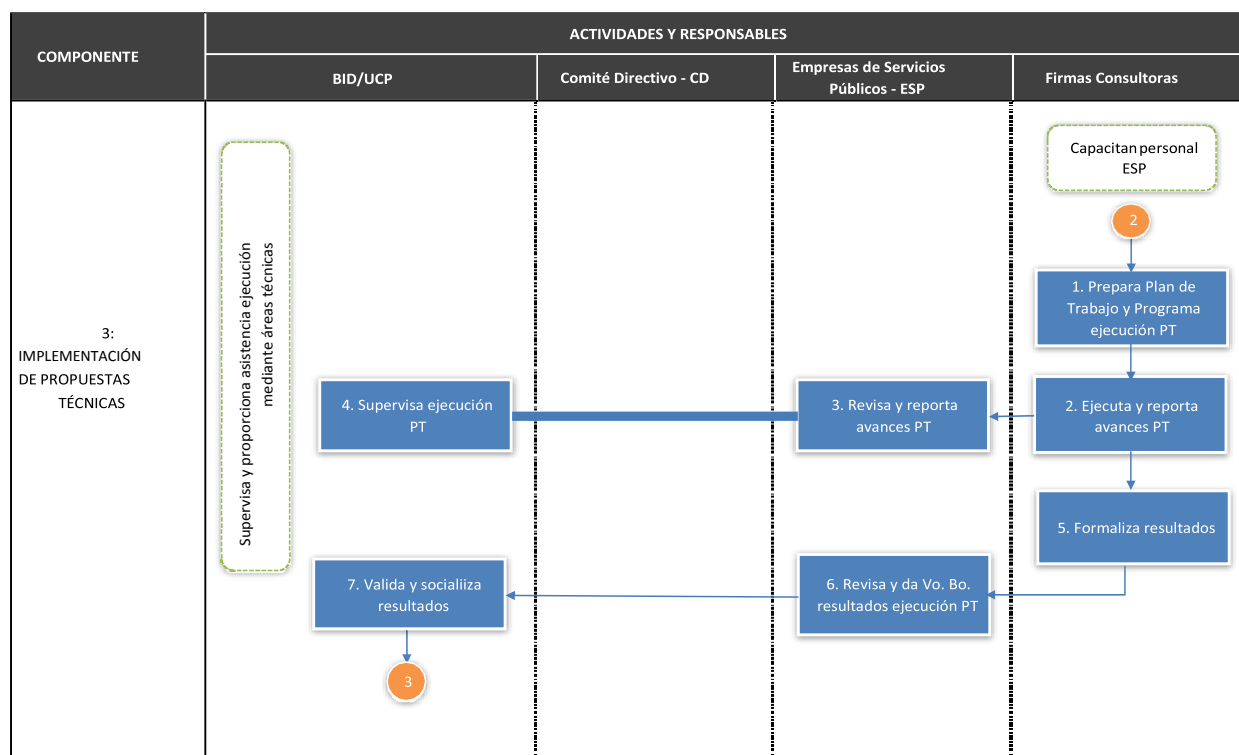 COMPONENTE
ACTIVIDADES Y RESPONSABLES
BID/UCP
Comité Directivo - CD
Empresas de Servicios
Públicos - ESP
Firmas Consultoras
3:
IMPLEMENTACIÓN
DE PROPUESTAS
TÉCNICAS
Supervisa y proporciona asistencia ejecución
mediante áreas técnicas
Capacitan personal
ESP
2
1. Prepara Plan de
Trabajo y Programa
ejecución PT
4. Supervisa ejecución
PT
3. Revisa y reporta
avances PT
2. Ejecuta y reporta
avances PT
5. Formaliza resultados
7. Valida y socialiiza
resultados
6. Revisa y da Vo. Bo.
resultados ejecución PT
3